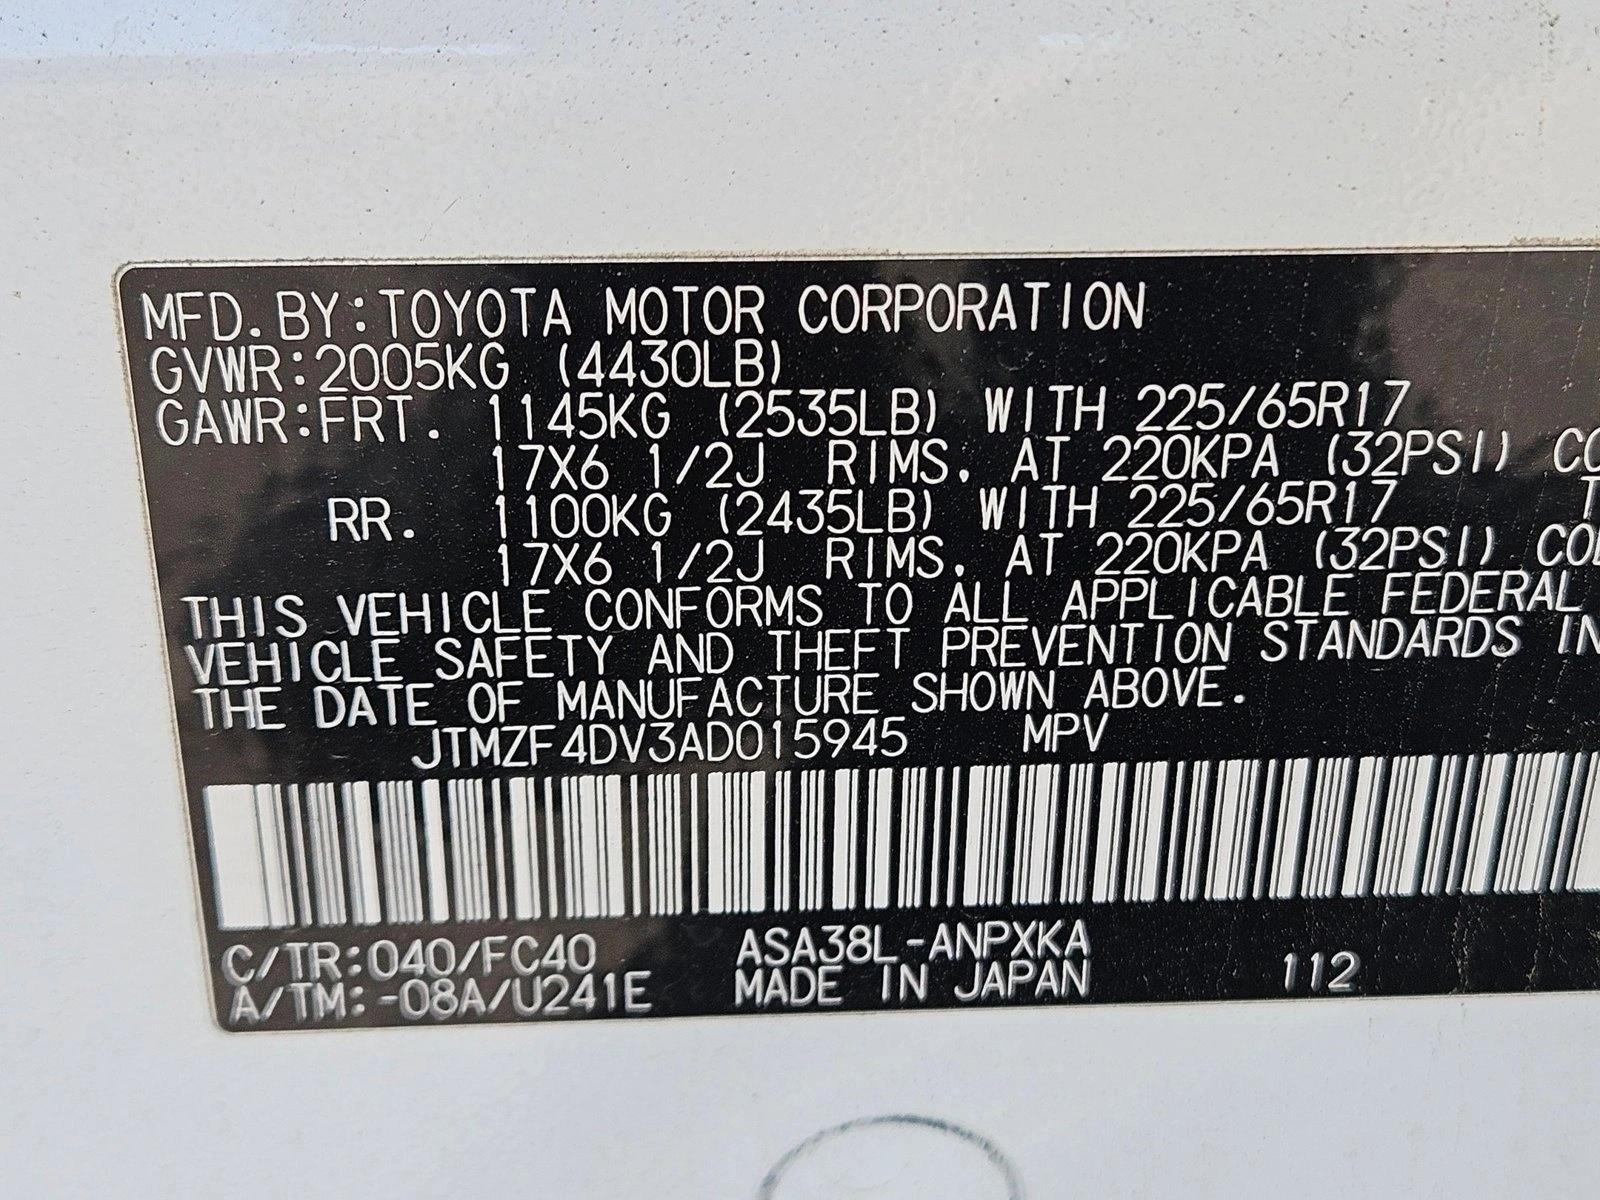 MFD. BY: TOYOTA MOTOR CORPORATION
GVWR: 2005KG (4430LB)
GAWR: FRT. 1145KG (2535LB) WITH 225/65R17
17X6 1/2J RIMS, AT 220KPA (32PSI) CO
RR. 1100KG (2435LB) WITH 225/65R17 T
17X6 1/2J RIMS, AT 220KPA (32PSI) COL
THIS VEHICLE CONFORMS TO ALL APPLICABLE FEDERAL
VEHICLE SAFETY AND THEFT PREVENTION STANDARDS IN
THE DATE OF MANUFACTURE SHOWN ABOVE.
JTMZF4DV3AD015945 MPV
C/TR: 040/FC40 ASA38L-ANPXKA
A/TM: -08A/U241E MADE IN JAPAN 112